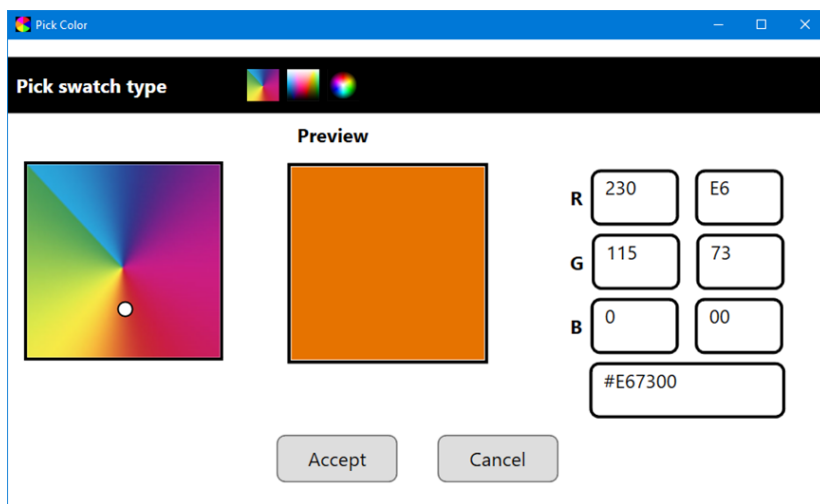 Pick Color
Pick swatch type
Preview
R 230 E6
G 115 73
B 0 00
#E67300
Accept Cancel